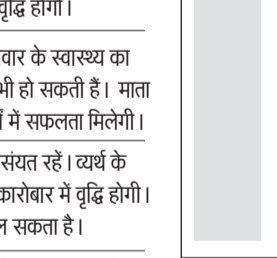 वृद्धि होगी।
के स्वास्थ्य का
भी हो सकती हैं। माता
में सफलता मिलेगी।
संयत रहें। व्यर्थ के
कारोबार में वृद्धि होगी।
सकता है।